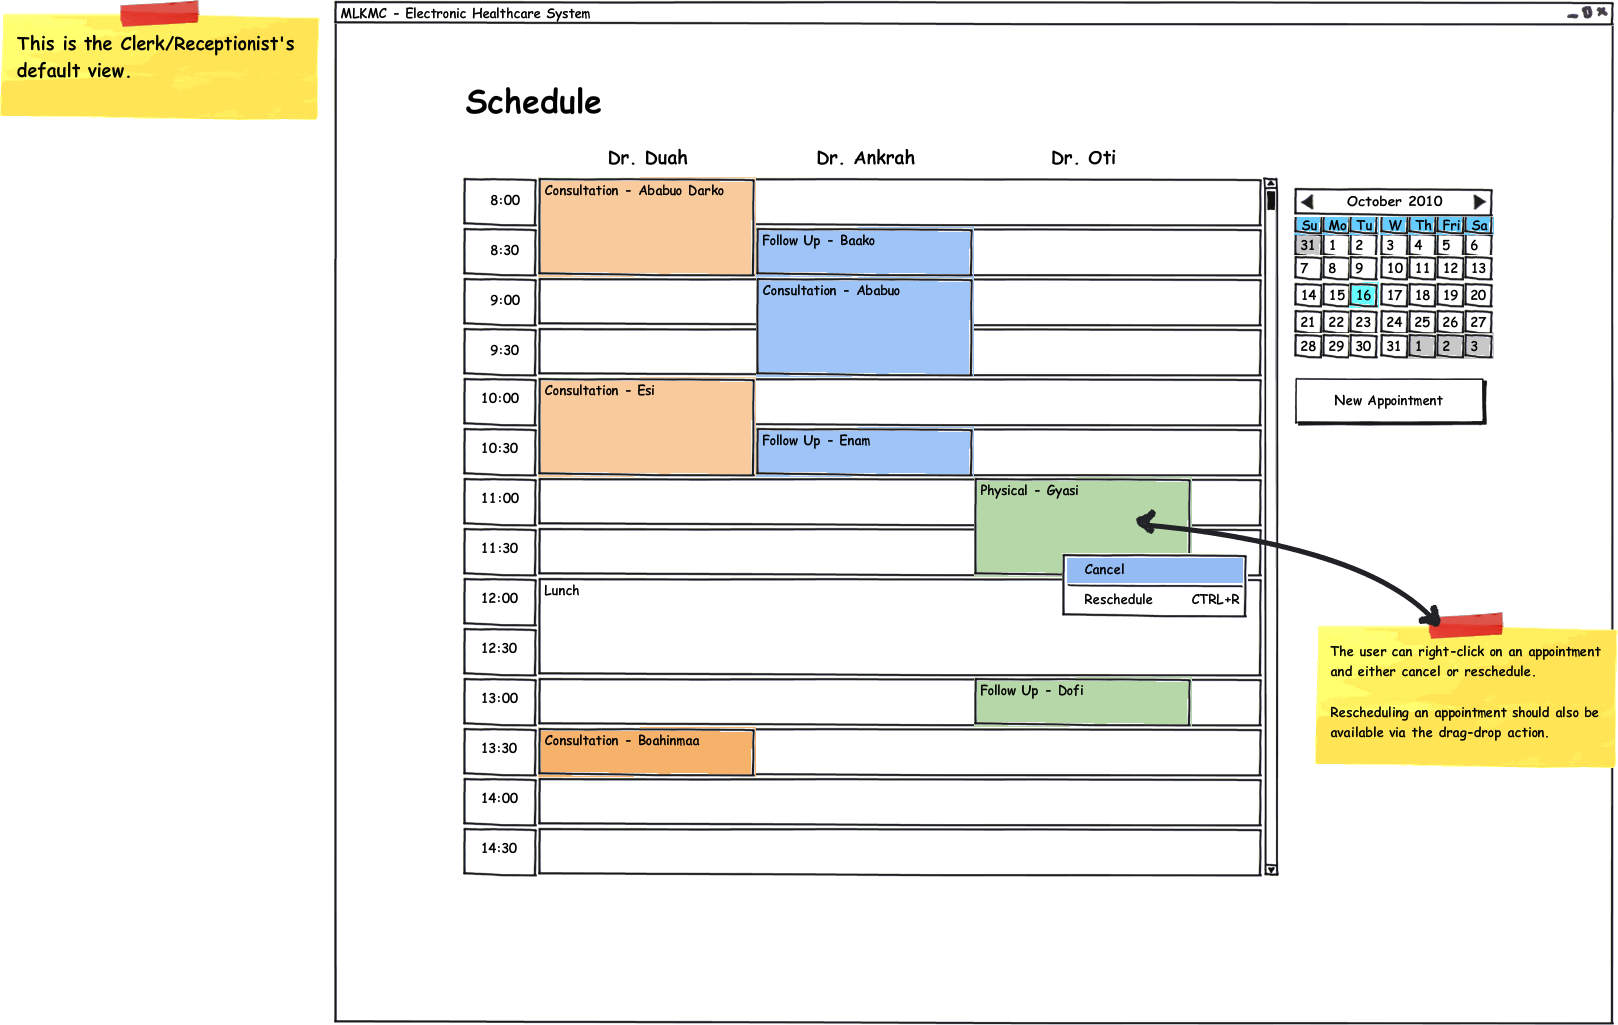 This is the Clerk/Receptionist's
default view.
MLKMC - Electronic Healthcare System
Schedule
Dr. Duah Dr. Ankrah Dr. Oti
8:00 Consultation - Ababuo Darko
8:30 Follow Up - Baako
9:00 Consultation - Ababuo
9:30
10:00 Consultation - Esi
10:30 Follow Up - Enam
11:00 Physical - Gyasi
11:30
Cancel
Reschedule CTRL+R
12:00 Lunch
12:30
13:00 Follow Up - Dofi
13:30 Consultation - Boahinmaa
14:00
14:30
October 2010
Su Mo Tu W Th Fri Sa
31 1 2 3 4 5 6
7 8 9 10 11 12 13
14 15 16 17 18 19 20
21 22 23 24 25 26 27
28 29 30 31 1 2 3
New Appointment
The user can right-click on an appointment
and either cancel or reschedule.
Rescheduling an appointment should also be
available via the drag-drop action.